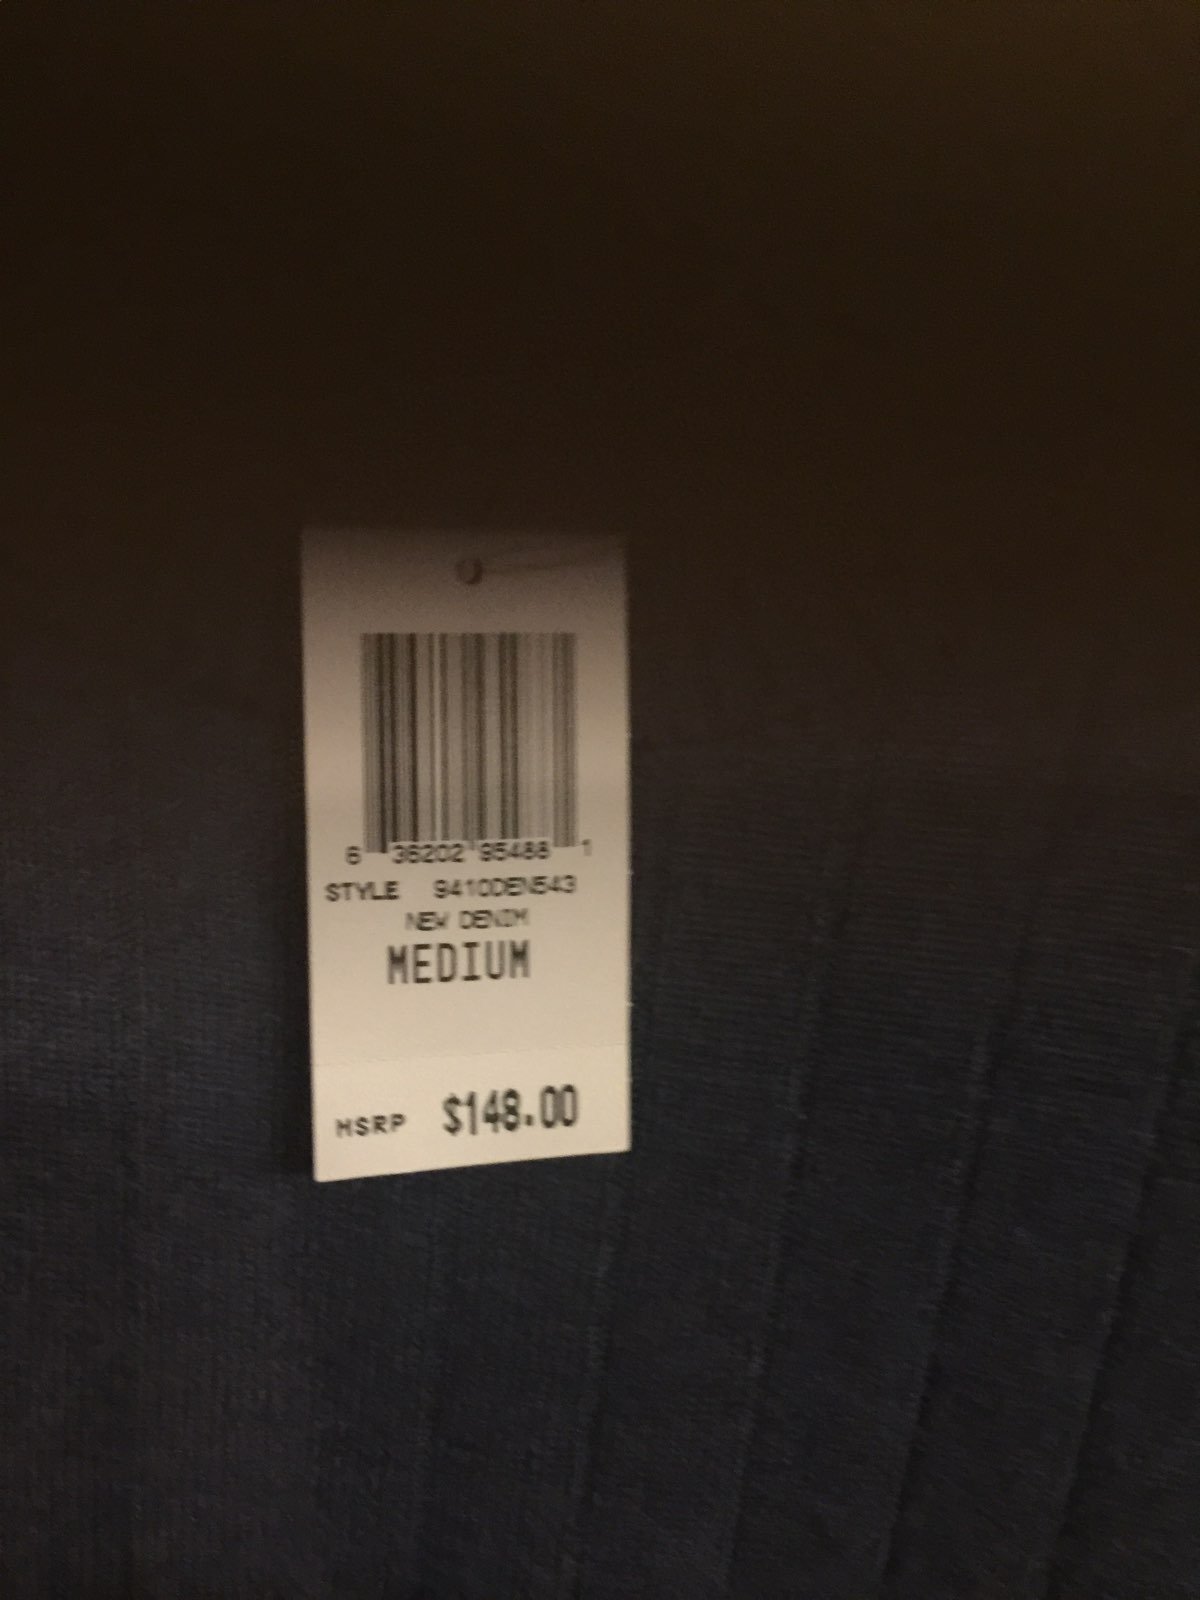 6 36202 95488 1
STYLE 9410DEN543
NEW DENIM
MEDIUM
MSRP $148.00